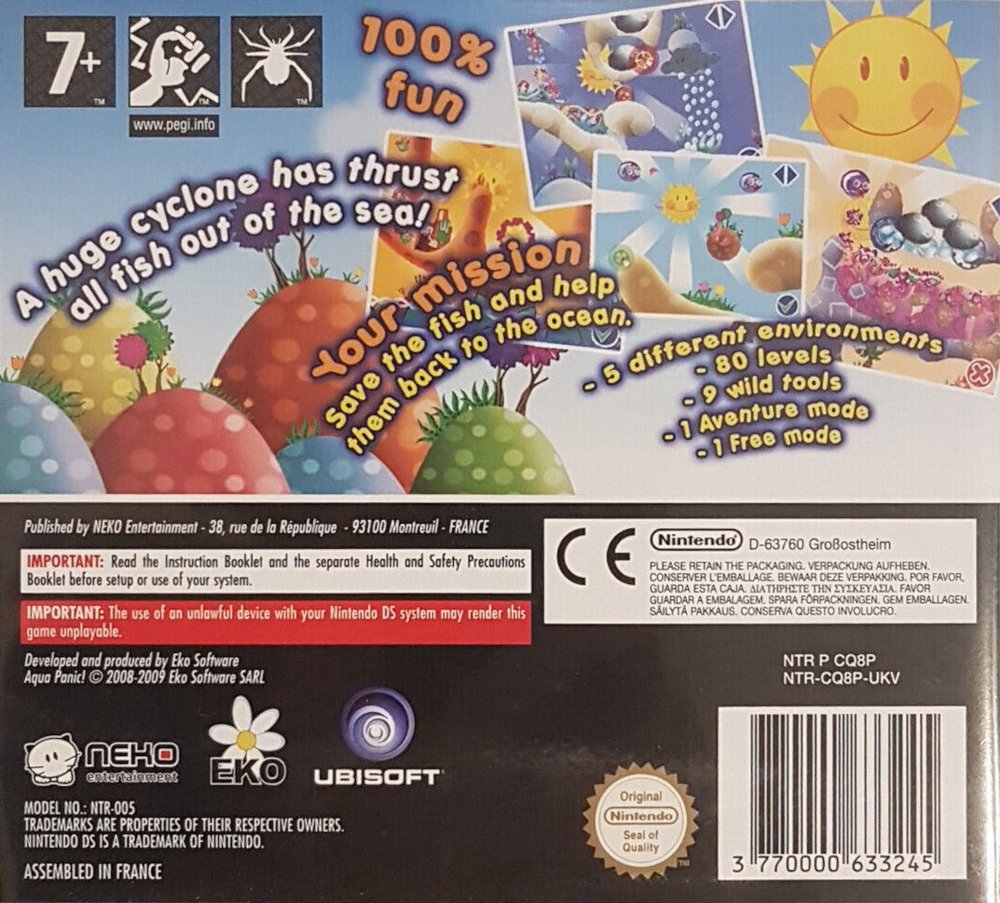 7+
TM
TM
TM
www.pegi.info
100%
fun
A huge cyclone has thrust
all fish out of the sea!
Your mission
Save the fish and help
them back to the ocean.
- 5 different environments
- 80 levels
- 9 wild tools
- 1 Aventure mode
- 1 Free mode
Published by NEKO Entertainment - 38, rue de la République - 93100 Montreuil - FRANCE
IMPORTANT: Read the Instruction Booklet and the separate Health and Safety Precautions
Booklet before setup or use of your system.
IMPORTANT: The use of an unlawful device with your Nintendo DS system may render this
game unplayable.
Developed and produced by Eko Software
Aqua Panic! © 2008-2009 Eko Software SARL
CE
Nintendo D-63760 Großostheim
PLEASE RETAIN THE PACKAGING. VERPACKUNG AUFHEBEN.
CONSERVER L'EMBALLAGE. BEWAAR DEZE VERPAKKING. POR FAVOR,
GUARDA ESTA CAJA. ΔΙΑΤΗΡΗΣΤΕ ΤΗΝ ΣΥΣΚΕΥΑΣΙΑ. FAVOR
GUARDAR A EMBALAGEM. SPARA FÖRPACKNINGEN. GEM EMBALLAGEN.
SÄILYTÄ PAKKAUS. CONSERVA QUESTO INVOLUCRO.
NTR P CQ8P
NTR-CQ8P-UKV
NEKO
entertainment
EKO
UBISOFT
MODEL NO.: NTR-005
TRADEMARKS ARE PROPERTIES OF THEIR RESPECTIVE OWNERS.
NINTENDO DS IS A TRADEMARK OF NINTENDO.
ASSEMBLED IN FRANCE
Original
Nintendo
Seal of
Quality
TM
3 770000 633245